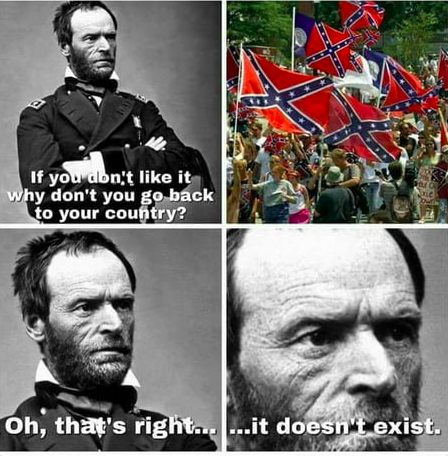 If you don't like it
why don't you go back
to your country?
Oh, that's right...
...it doesn't exist.